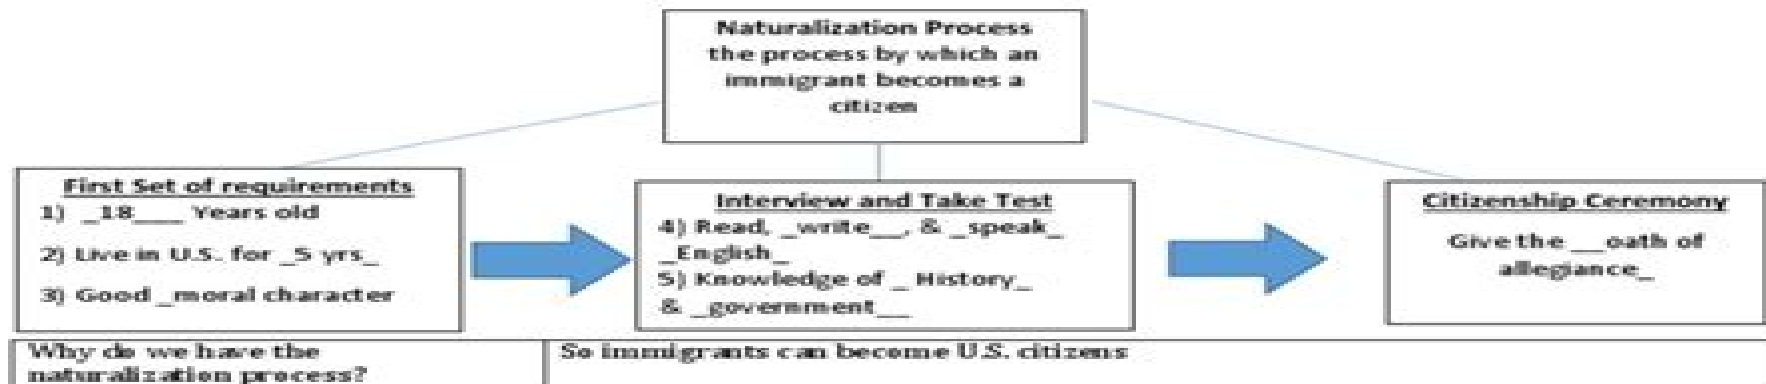 Naturalization Process
the process by which an
immigrant becomes a
citizen
First Set of requirements
1) _18___ Years old
2) Live in U.S. for _5 yrs_
3) Good _moral character
Interview and Take Test
4) Read, _write__, & _speak_
_English_
5) Knowledge of _ History_
& _government__
Citizenship Ceremony
Give the __oath of
allegiance_
Why do we have the
naturalization process?
So immigrants can become U.S. citizens